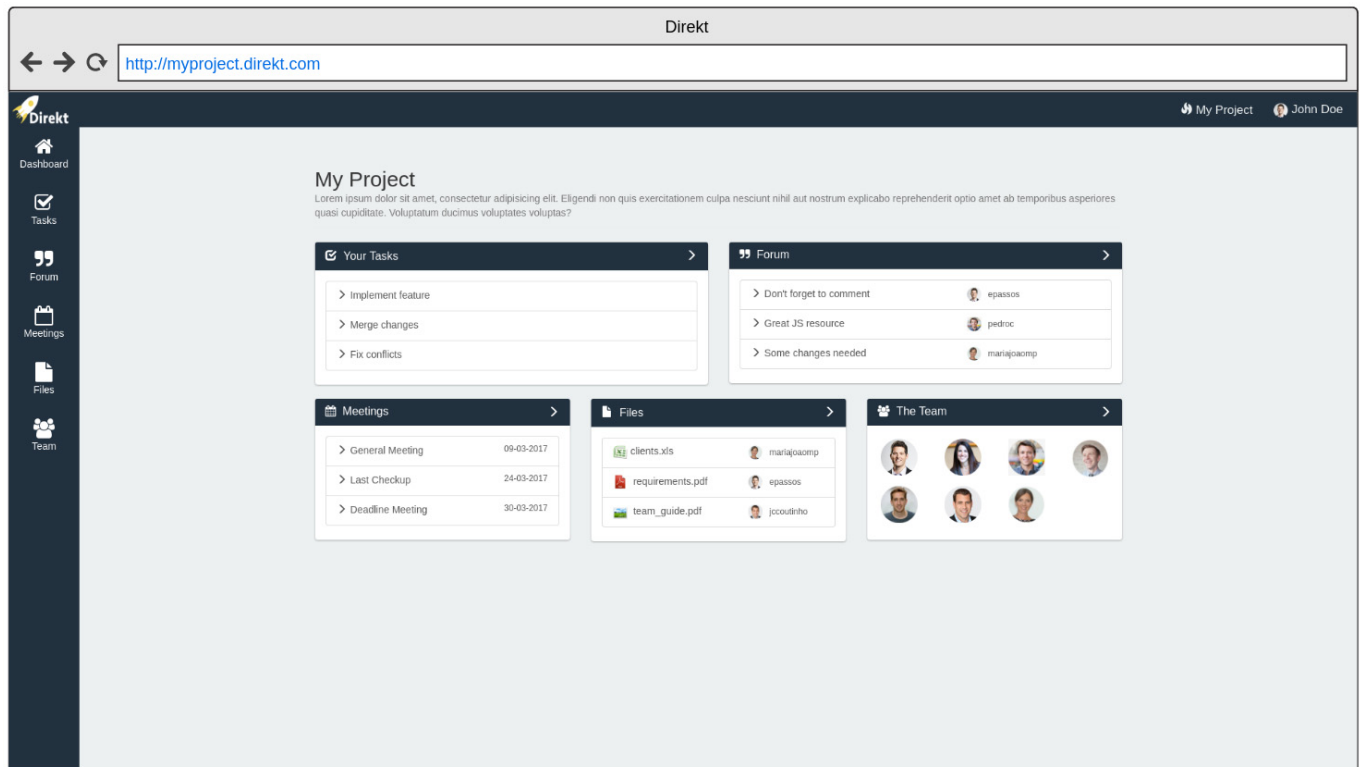 Direkt
http://myproject.direkt.com
Direkt
My Project
John Doe
Dashboard
Tasks
Forum
Meetings
Files
Team
My Project
Lorem ipsum dolor sit amet, consectetur adipisicing elit. Eligendi non quis exercitationem culpa nesciunt nihil aut nostrum explicabo reprehenderit optio amet ab temporibus asperiores
quasi cupiditate. Voluptatum ducimus voluptates voluptas?
Your Tasks
Implement feature
Merge changes
Fix conflicts
Forum
Don't forget to comment epassos
Great JS resource pedroc
Some changes needed mariajoaomp
Meetings
General Meeting 09-03-2017
Last Checkup 24-03-2017
Deadline Meeting 30-03-2017
Files
clients.xls mariajoaomp
requirements.pdf epassos
team_guide.pdf jccoutinho
The Team